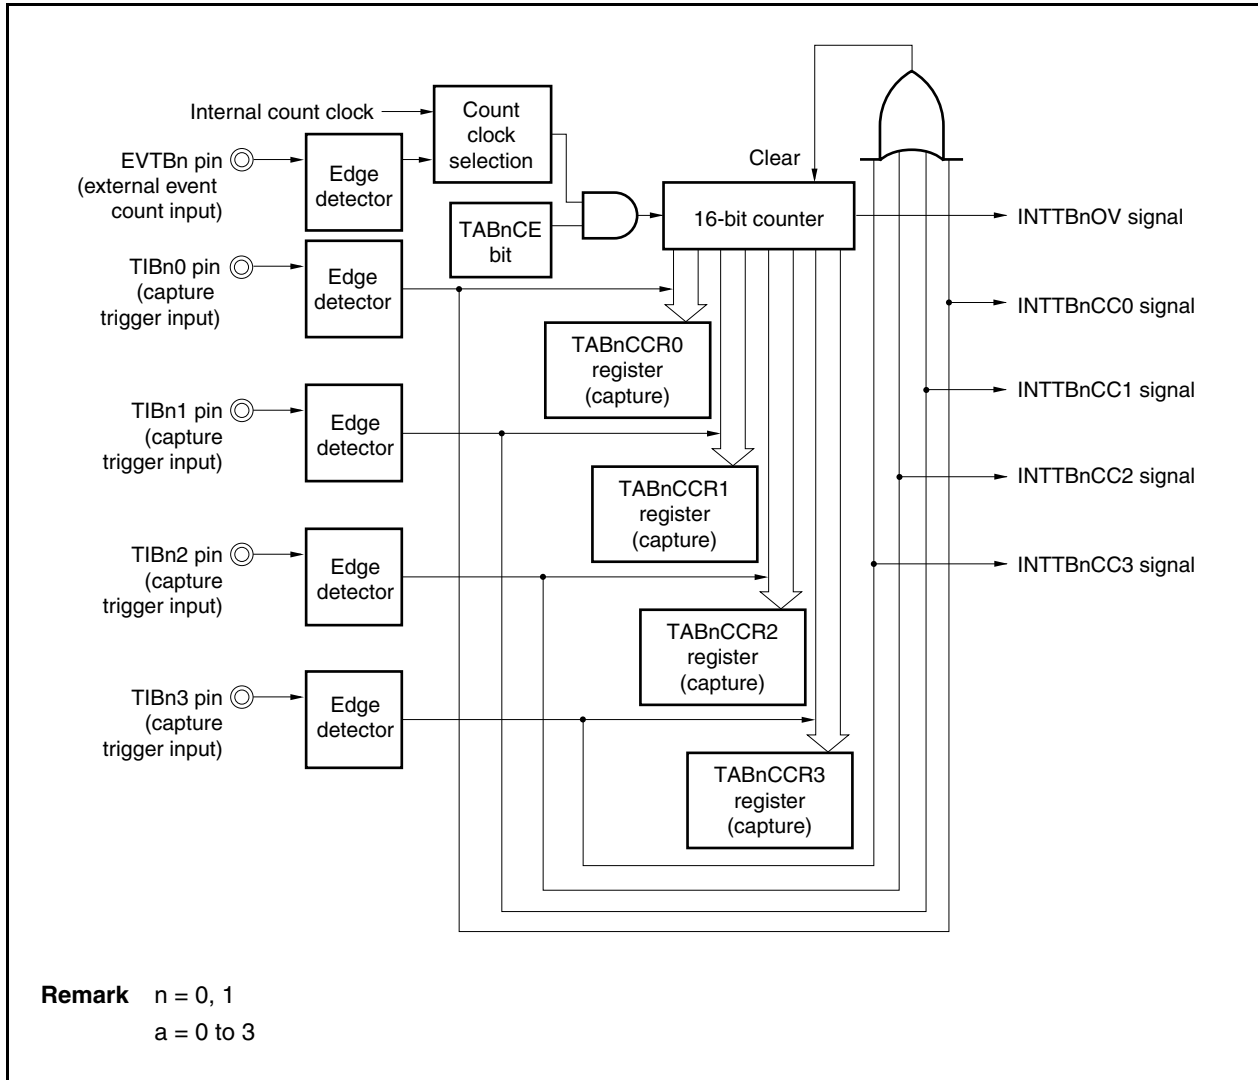 Internal count clock
Count
clock
selection
EVTBn pin
(external event
count input)
Edge
detector
Clear
TABnCE
bit
16-bit counter
INTTBnOV signal
TIBn0 pin
(capture
trigger input)
Edge
detector
INTTBnCC0 signal
TABnCCR0
register
(capture)
TIBn1 pin
(capture
trigger input)
Edge
detector
INTTBnCC1 signal
TABnCCR1
register
(capture)
INTTBnCC2 signal
TIBn2 pin
(capture
trigger input)
Edge
detector
INTTBnCC3 signal
TABnCCR2
register
(capture)
TIBn3 pin
(capture
trigger input)
Edge
detector
TABnCCR3
register
(capture)
Remark n = 0, 1
a = 0 to 3